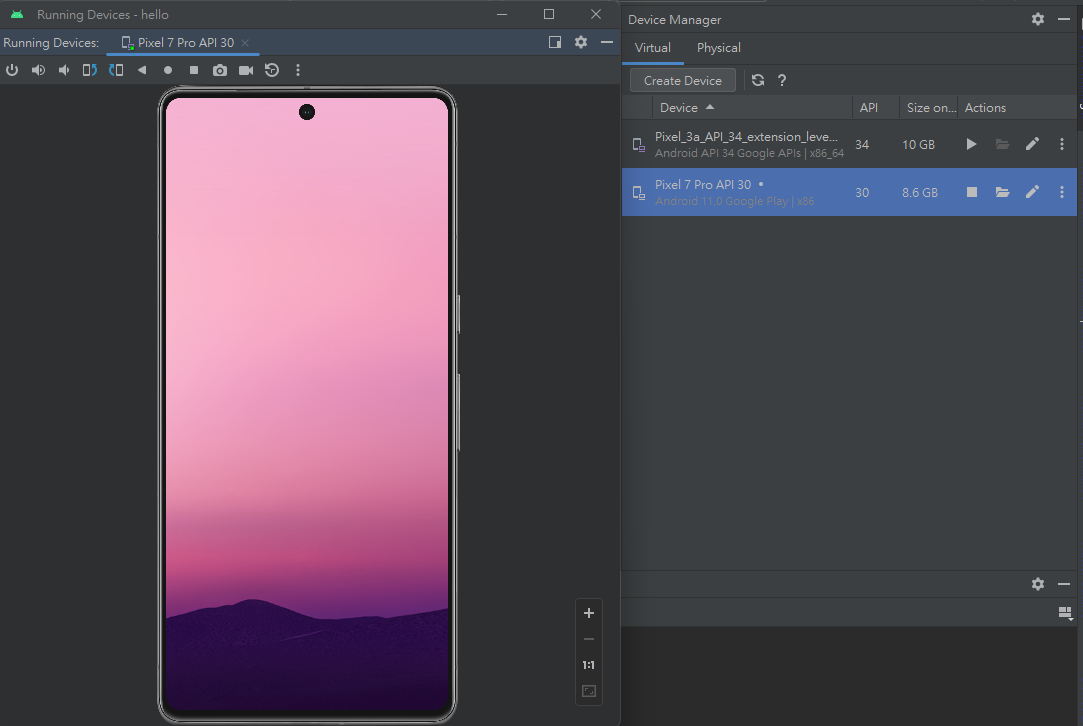 Running Devices - hello
Running Devices:
Pixel 7 Pro API 30
1:1
Device Manager
Virtual
Physical
Create Device
?
Device
API
Size on...
Actions
Pixel_3a_API_34_extension_leve...
Android API 34 Google APIs | x86_64
34
10 GB
Pixel 7 Pro API 30 •
Android 11.0 Google Play | x86
30
8.6 GB